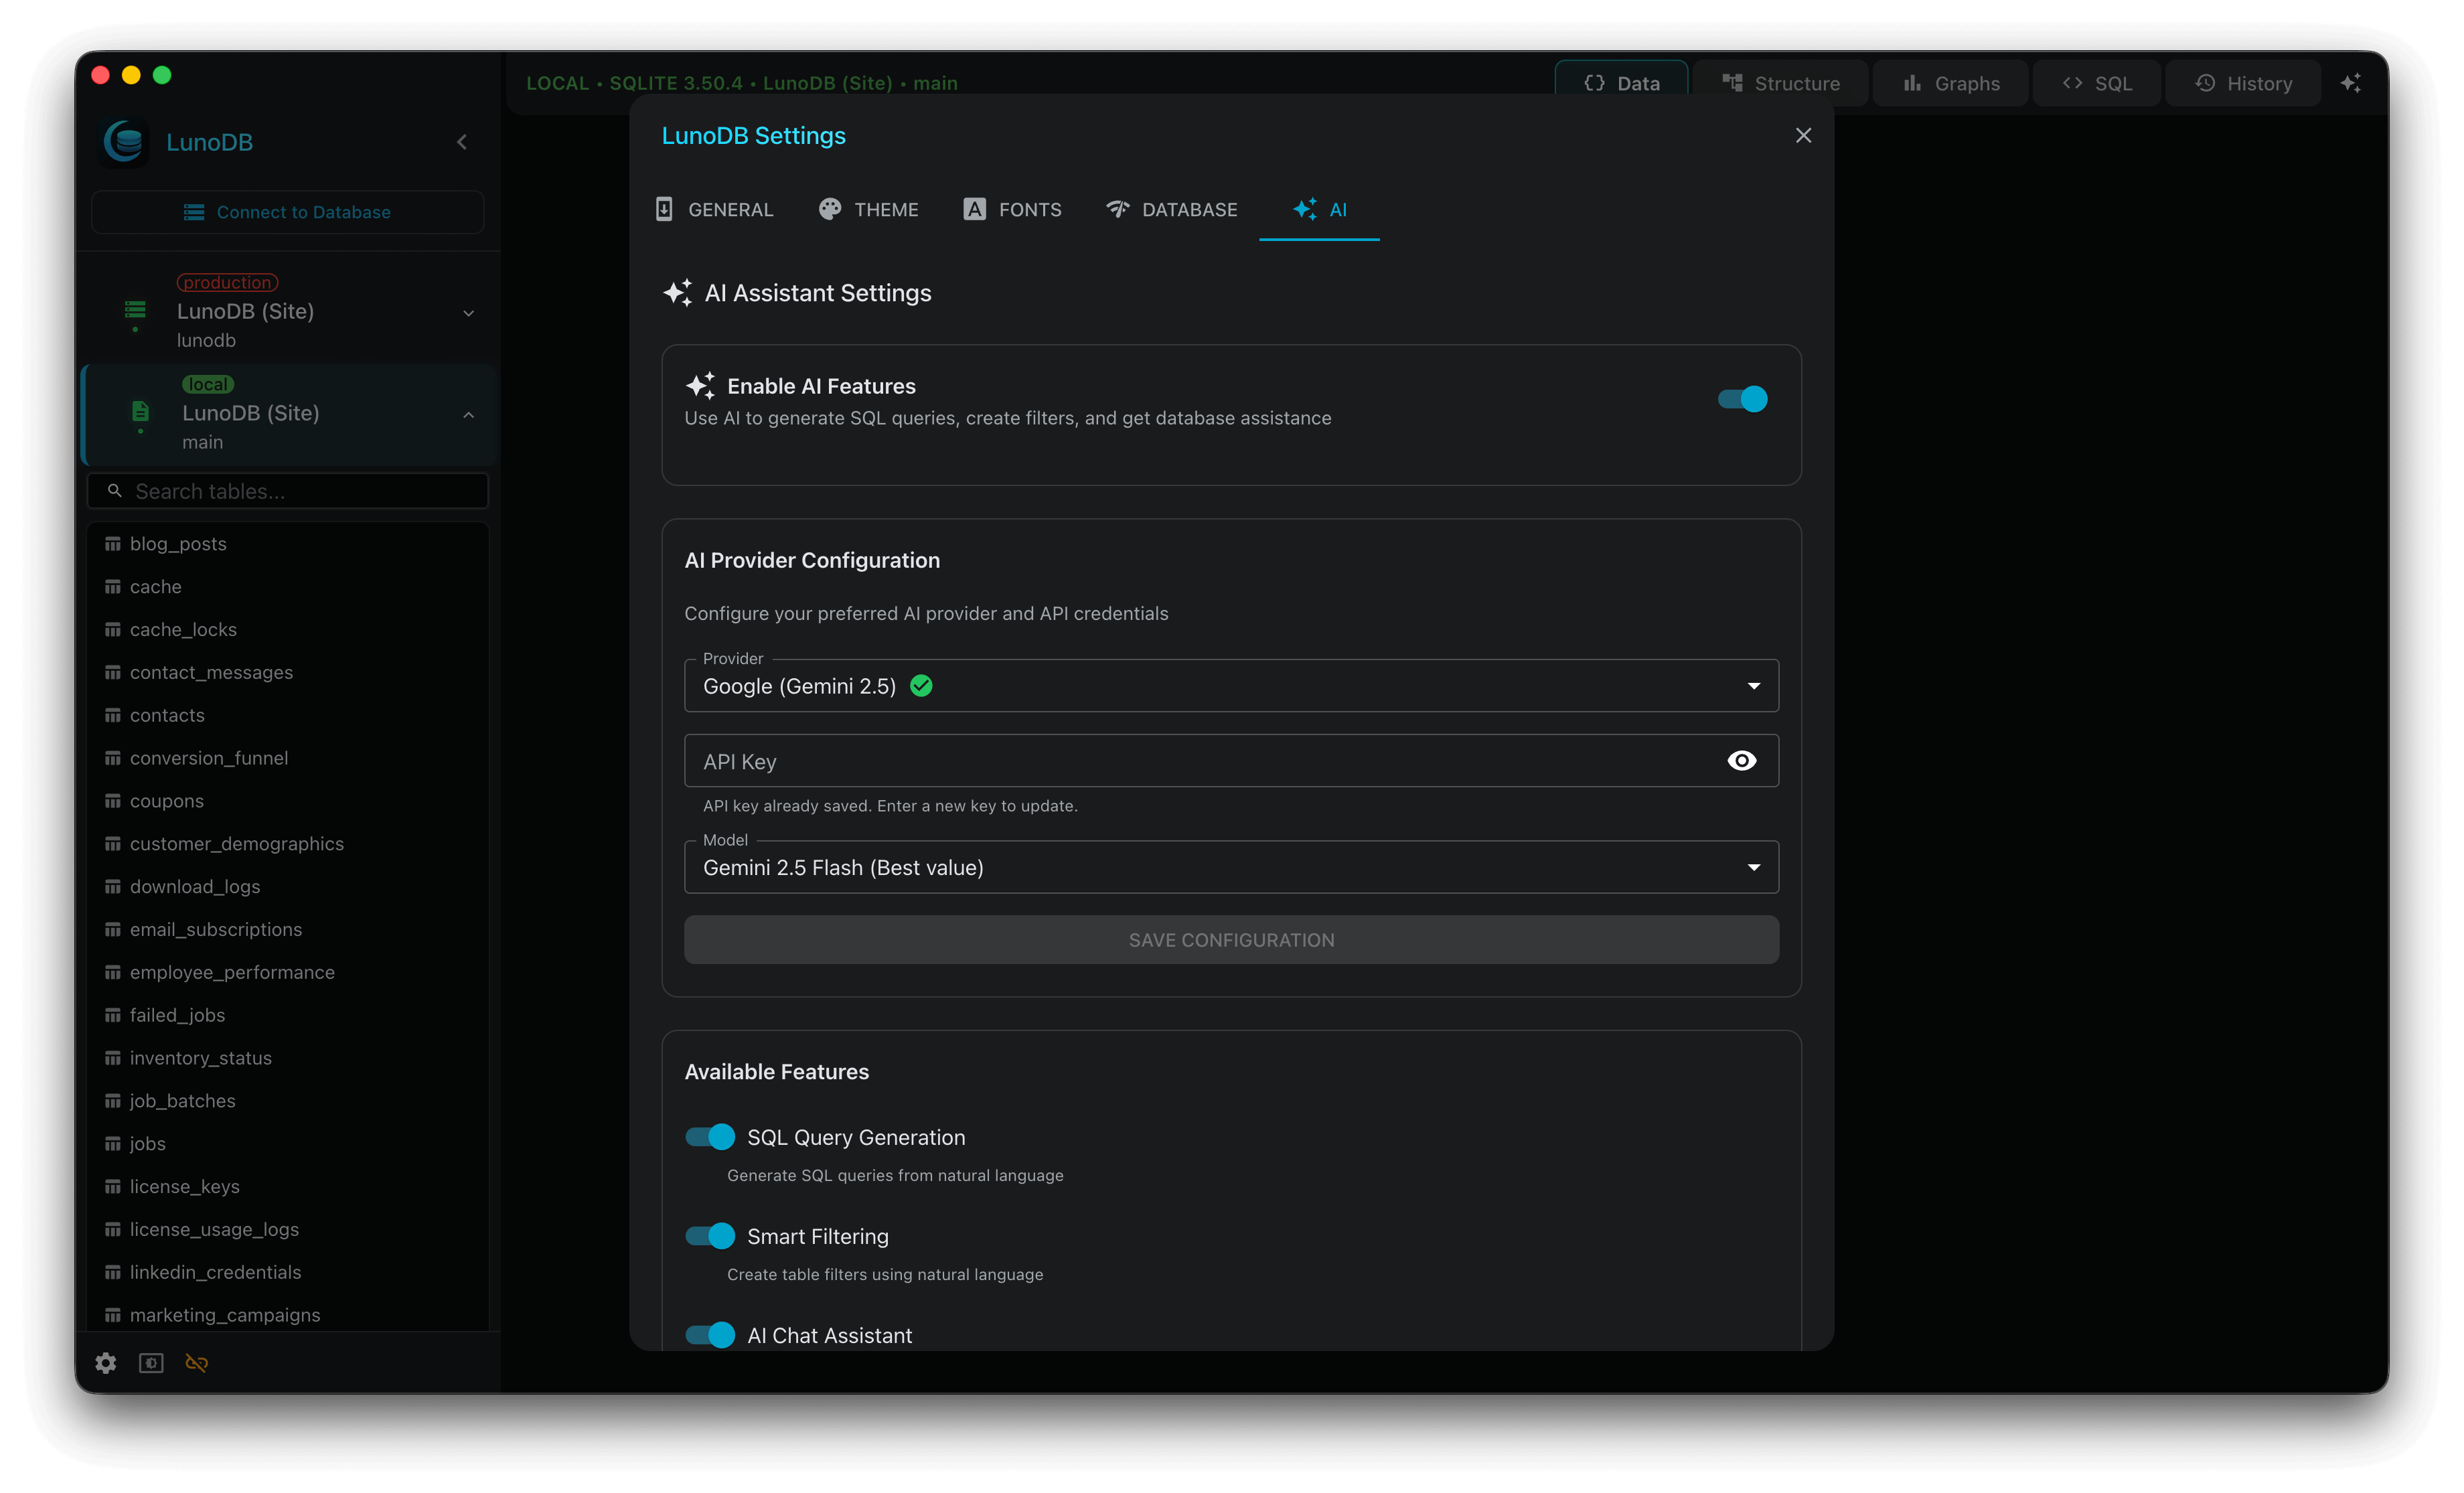 LunoDB
Connect to Database
production
LunoDB (Site)
lunodb
local
LunoDB (Site)
main
Search tables...
blog_posts
cache
cache_locks
contact_messages
contacts
conversion_funnel
coupons
customer_demographics
download_logs
email_subscriptions
employee_performance
failed_jobs
inventory_status
job_batches
jobs
license_keys
license_usage_logs
linkedin_credentials
marketing_campaigns
LOCAL • SQLITE 3.50.4 • LunoDB (Site) • main
Data
Structure
Graphs
SQL
History
LunoDB Settings
GENERAL
THEME
FONTS
DATABASE
AI
AI Assistant Settings
Enable AI Features
Use AI to generate SQL queries, create filters, and get database assistance
AI Provider Configuration
Configure your preferred AI provider and API credentials
Provider
Google (Gemini 2.5)
API Key
API key already saved. Enter a new key to update.
Model
Gemini 2.5 Flash (Best value)
SAVE CONFIGURATION
Available Features
SQL Query Generation
Generate SQL queries from natural language
Smart Filtering
Create table filters using natural language
AI Chat Assistant